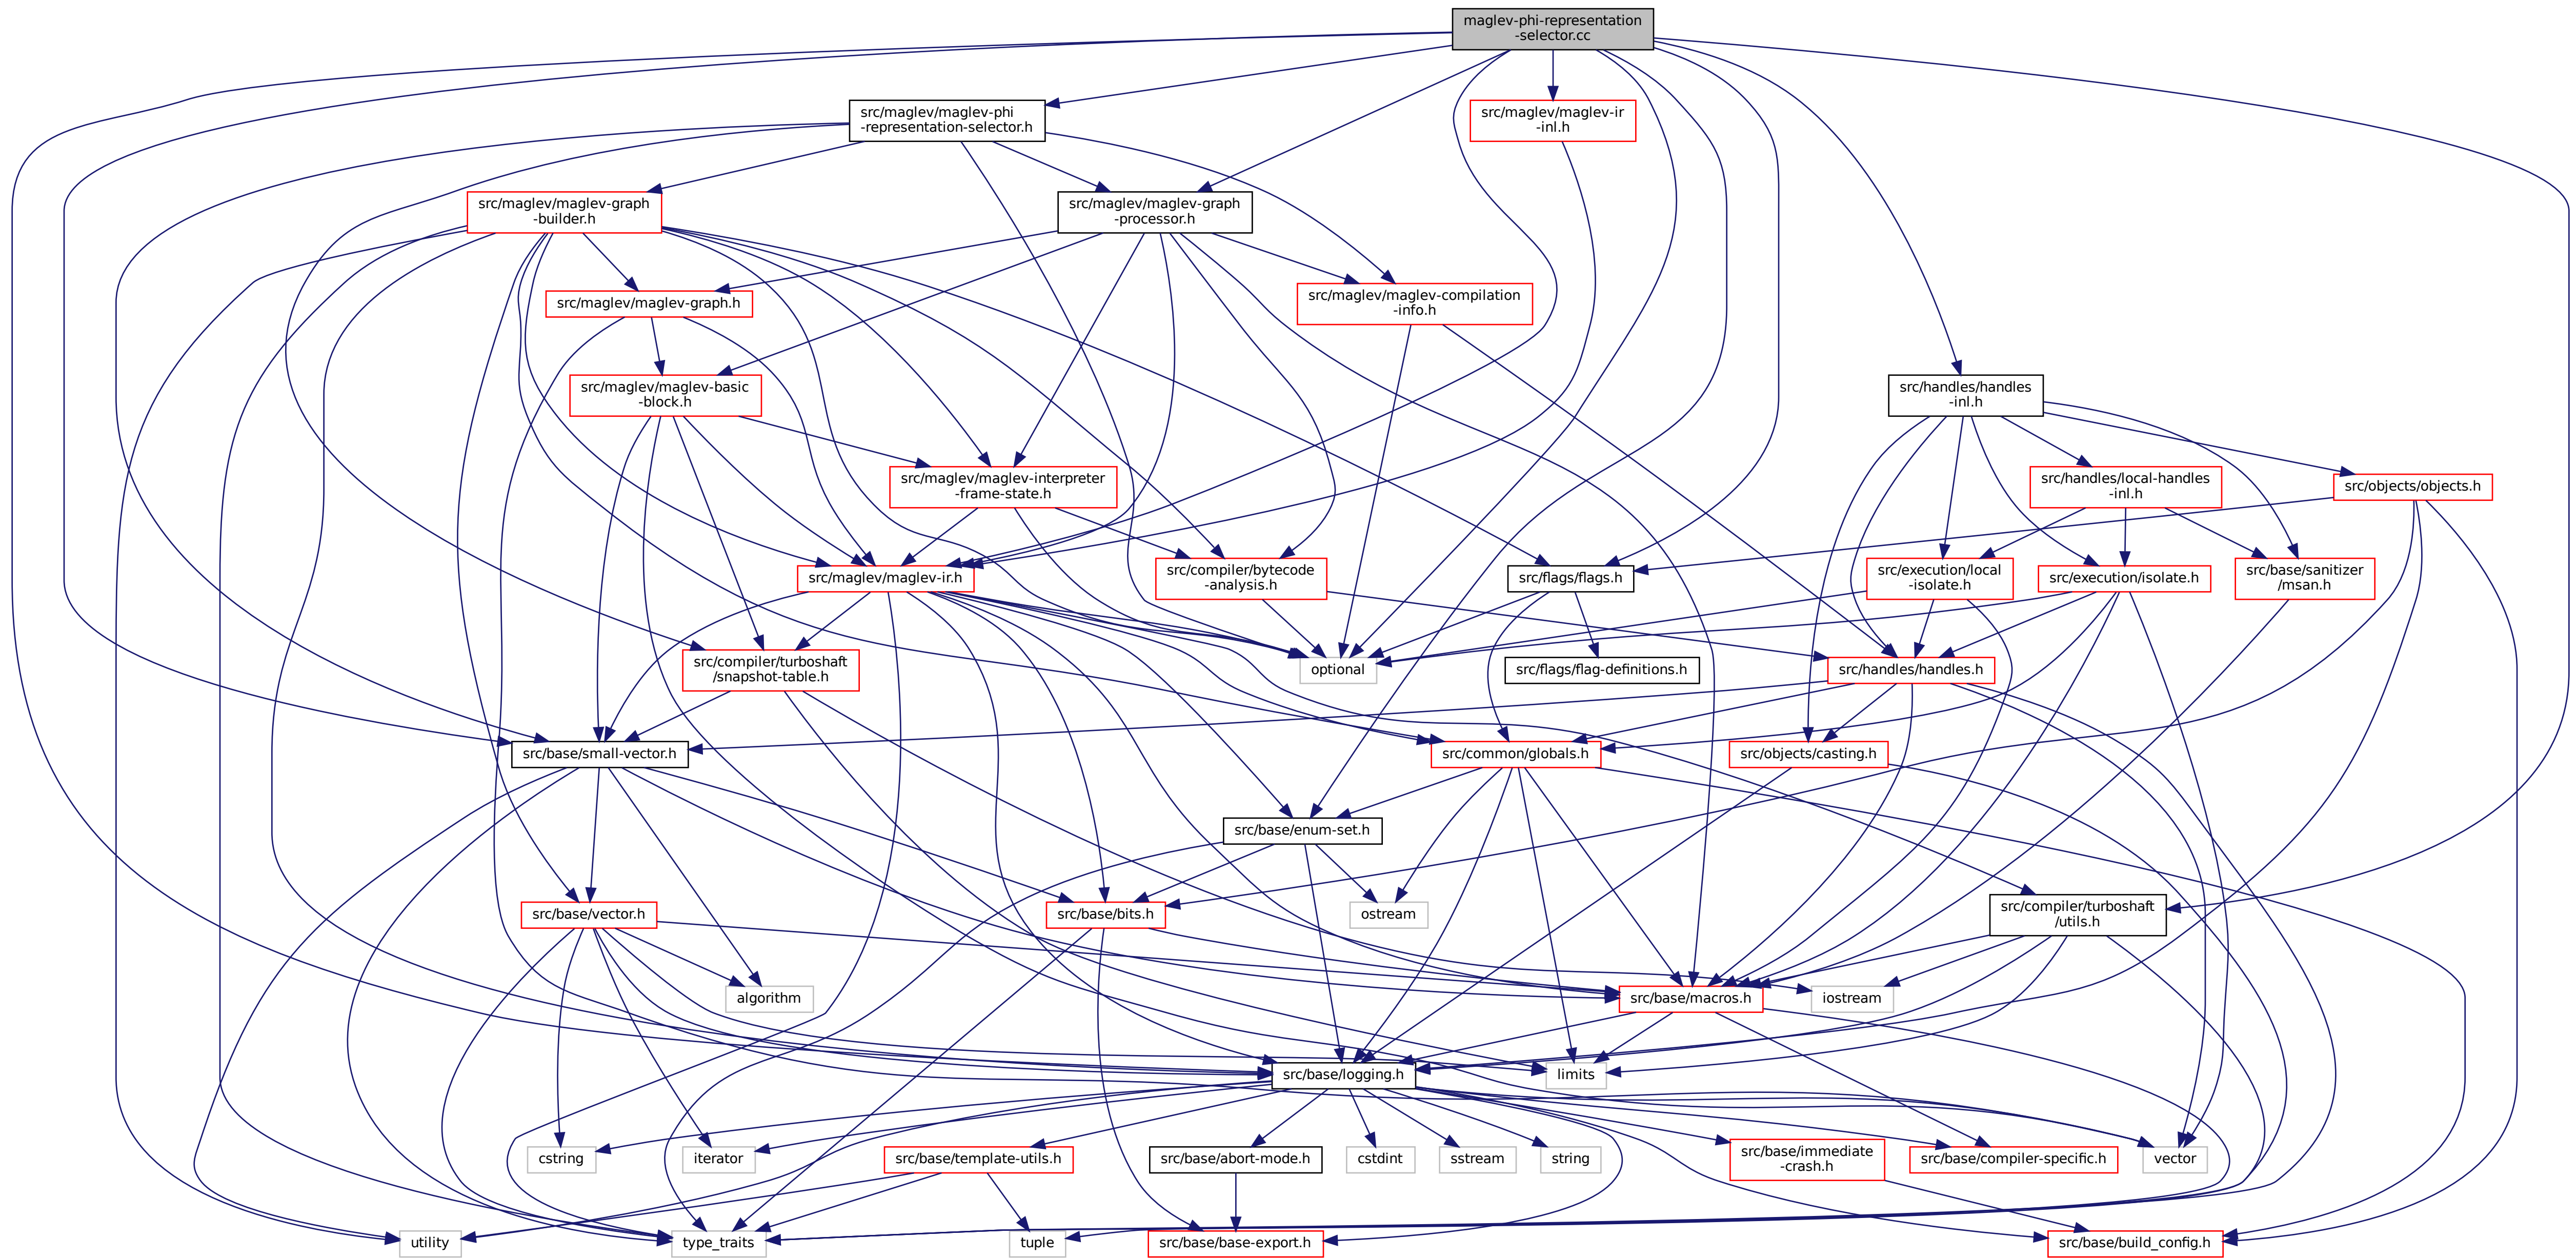 maglev-phi-representation
-selector.cc
src/maglev/maglev-phi
-representation-selector.h
src/maglev/maglev-ir
-inl.h
src/maglev/maglev-graph
-builder.h
src/maglev/maglev-graph
-processor.h
src/maglev/maglev-graph.h
src/maglev/maglev-compilation
-info.h
src/maglev/maglev-basic
-block.h
src/handles/handles
-inl.h
src/maglev/maglev-interpreter
-frame-state.h
src/handles/local-handles
-inl.h
src/objects/objects.h
src/maglev/maglev-ir.h
src/compiler/bytecode
-analysis.h
src/flags/flags.h
src/execution/local
-isolate.h
src/execution/isolate.h
src/base/sanitizer
/msan.h
src/compiler/turboshaft
/snapshot-table.h
optional
src/flags/flag-definitions.h
src/handles/handles.h
src/base/small-vector.h
src/common/globals.h
src/objects/casting.h
src/base/enum-set.h
src/base/vector.h
src/base/bits.h
ostream
src/compiler/turboshaft
/utils.h
algorithm
src/base/macros.h
iostream
src/base/logging.h
limits
cstring
iterator
src/base/template-utils.h
src/base/abort-mode.h
cstdint
sstream
string
src/base/immediate
-crash.h
src/base/compiler-specific.h
vector
utility
type_traits
tuple
src/base/base-export.h
src/base/build_config.h